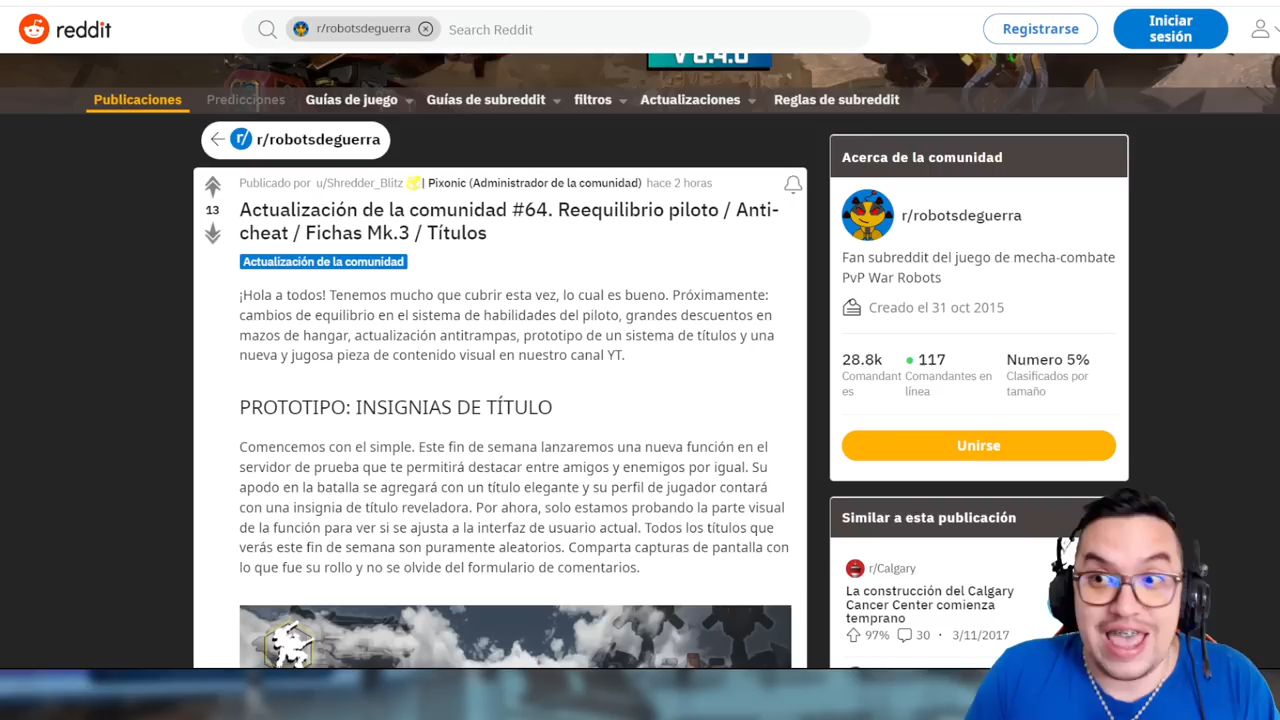 reddit
r/robotsdeguerra
Search Reddit
Registrarse
Iniciar sesión
V 8.4.0
Publicaciones
Predicciones
Guías de juego
Guías de subreddit
filtros
Actualizaciones
Reglas de subreddit
r/ r/robotsdeguerra
13
Publicado por u/Shredder_Blitz | Pixonic (Administrador de la comunidad) hace 2 horas
Actualización de la comunidad #64. Reequilibrio piloto / Anti-
cheat / Fichas Mk.3 / Títulos
Actualización de la comunidad
¡Hola a todos! Tenemos mucho que cubrir esta vez, lo cual es bueno. Próximamente:
cambios de equilibrio en el sistema de habilidades del piloto, grandes descuentos en
mazos de hangar, actualización antitrampas, prototipo de un sistema de títulos y una
nueva y jugosa pieza de contenido visual en nuestro canal YT.
PROTOTIPO: INSIGNIAS DE TÍTULO
Comencemos con el simple. Este fin de semana lanzaremos una nueva función en el
servidor de prueba que te permitirá destacar entre amigos y enemigos por igual. Su
apodo en la batalla se agregará con un título elegante y su perfil de jugador contará
con una insignia de título reveladora. Por ahora, solo estamos probando la parte visual
de la función para ver si se ajusta a la interfaz de usuario actual. Todos los títulos que
verás este fin de semana son puramente aleatorios. Comparta capturas de pantalla con
lo que fue su rollo y no se olvide del formulario de comentarios.
Acerca de la comunidad
r/robotsdeguerra
Fan subreddit del juego de mecha-combate
PvP War Robots
Creado el 31 oct 2015
28.8k
Comandant
es
117
Comandantes en
línea
Numero 5%
Clasificados por
tamaño
Unirse
Similar a esta publicación
r/Calgary
La construcción del Calgary
Cancer Center comienza
temprano
97% 30 · 3/11/2017